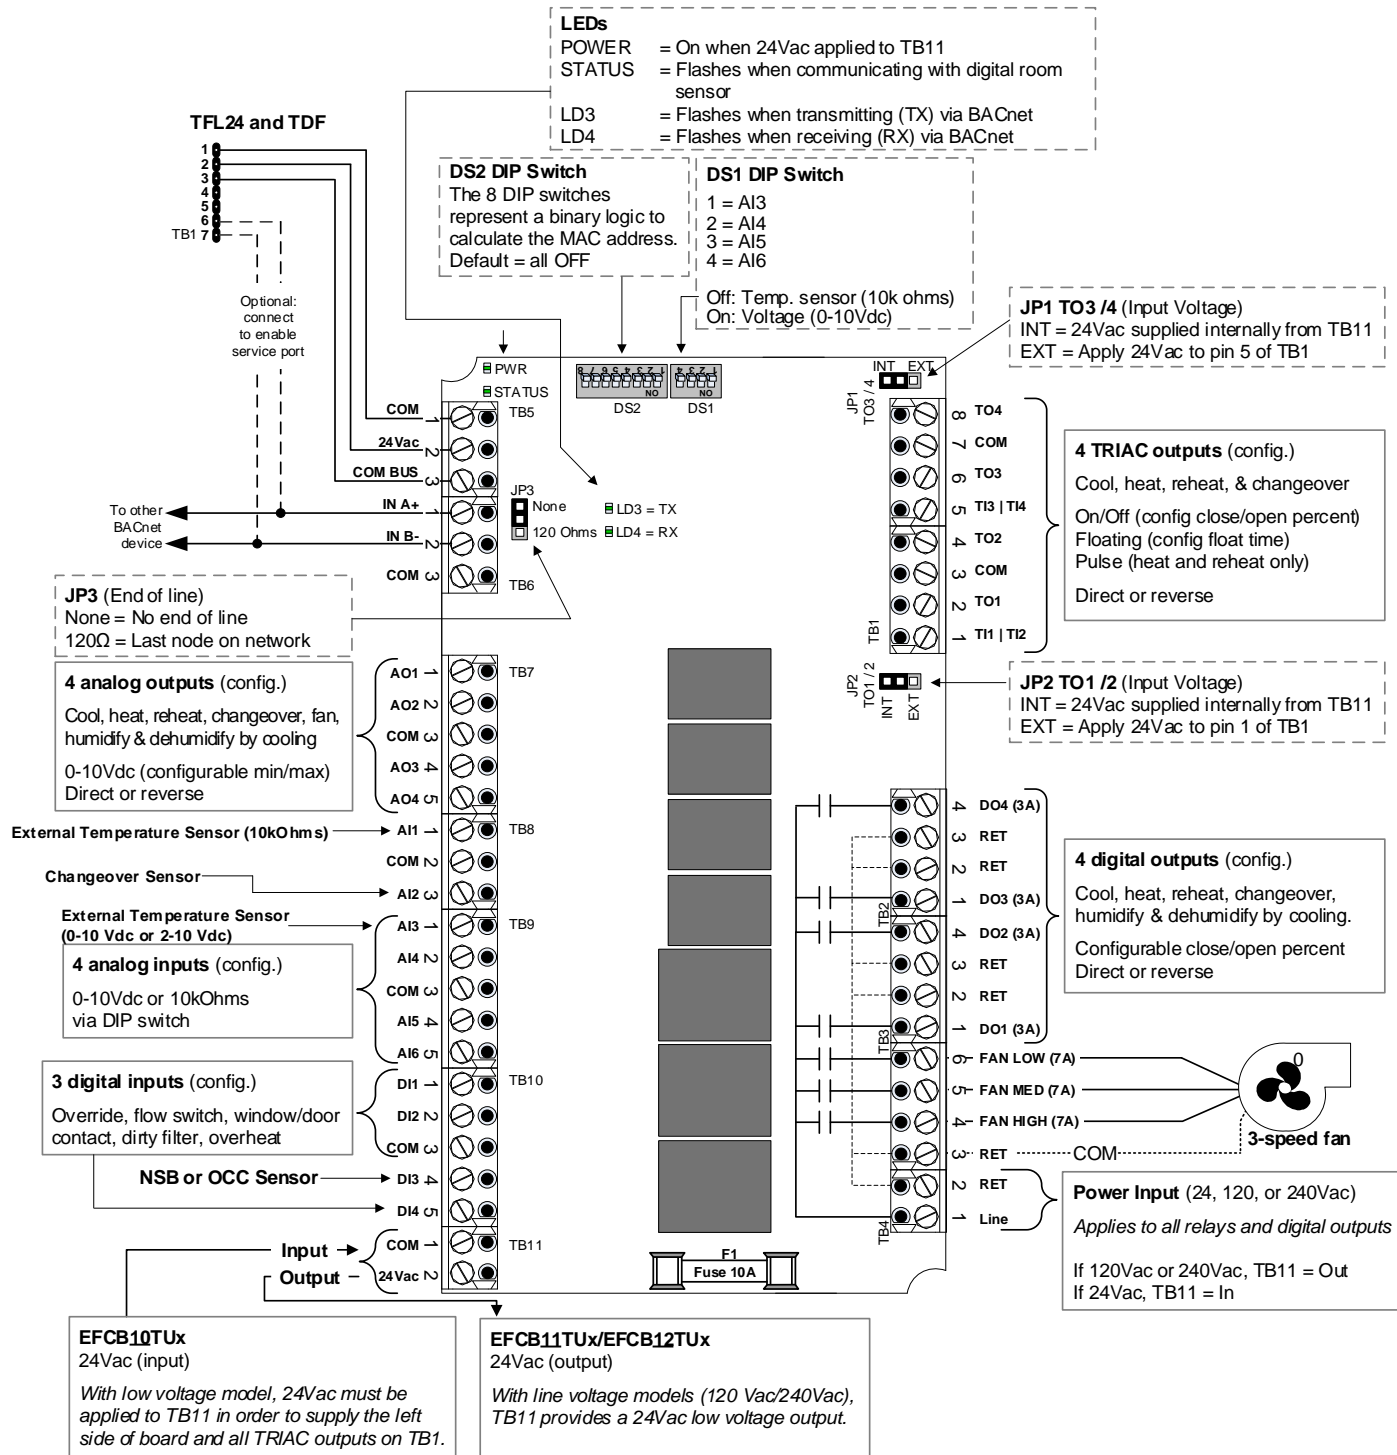 LEDs
POWER = On when 24Vac applied to TB11
STATUS = Flashes when communicating with digital room
sensor
LD3 = Flashes when transmitting (TX) via BACnet
LD4 = Flashes when receiving (RX) via BACnet
TFL24 and TDF
1
2
3
4
5
6
TB1 7
Optional:
connect
to enable
service port
DS2 DIP Switch
The 8 DIP switches
represent a binary logic to
calculate the MAC address.
Default = all OFF
DS1 DIP Switch
1 = AI3
2 = AI4
3 = AI5
4 = AI6
Off: Temp. sensor (10k ohms)
On: Voltage (0-10Vdc)
JP1 TO3 /4 (Input Voltage)
INT = 24Vac supplied internally from TB11
EXT = Apply 24Vac to pin 5 of TB1
PWR
STATUS
8 7 6 5 4 3 2 1
ON
DS2
4 3 2 1
ON
DS1
INT EXT
JP1
TO3 / 4
COM 1 TB5
24Vac 2
COM BUS 3
IN A+ 1
IN B- 2
COM 3 TB6
To other
BACnet
device
JP3
None
120 Ohms
LD3 = TX
LD4 = RX
8 TO4
7 COM
6 TO3
5 TI3 | TI4
4 TO2
3 COM
2 TO1
1 TI1 | TI2
TB1
4 TRIAC outputs (config.)
Cool, heat, reheat, & changeover
On/Off (config close/open percent)
Floating (config float time)
Pulse (heat and reheat only)
Direct or reverse
JP3 (End of line)
None = No end of line
120Ω = Last node on network
JP2
TO1 / 2
INT
EXT
JP2 TO1 /2 (Input Voltage)
INT = 24Vac supplied internally from TB11
EXT = Apply 24Vac to pin 1 of TB1
4 analog outputs (config.)
Cool, heat, reheat, changeover, fan,
humidify & dehumidify by cooling
0-10Vdc (configurable min/max)
Direct or reverse
AO1 1 TB7
AO2 2
COM 3
AO3 4
AO4 5
External Temperature Sensor (10kOhms)
AI1 1 TB8
COM 2
Changeover Sensor
AI2 3
External Temperature Sensor
(0-10 Vdc or 2-10 Vdc)
AI3 1 TB9
AI4 2
COM 3
AI5 4
AI6 5
4 analog inputs (config.)
0-10Vdc or 10kOhms
via DIP switch
3 digital inputs (config.)
Override, flow switch, window/door
contact, dirty filter, overheat
DI1 1 TB10
DI2 2
COM 3
NSB or OCC Sensor
DI3 4
DI4 5
Input
Output
COM 1 TB11
24Vac 2
4 DO4 (3A)
3 RET
2 RET
1 DO3 (3A)
TB2
4 DO2 (3A)
3 RET
2 RET
1 DO1 (3A)
TB3
6 FAN LOW (7A)
5 FAN MED (7A)
4 FAN HIGH (7A)
3 RET
COM
2 RET
1 Line
TB4
4 digital outputs (config.)
Cool, heat, reheat, changeover,
humidify & dehumidify by cooling.
Configurable close/open percent
Direct or reverse
0
3-speed fan
Power Input (24, 120, or 240Vac)
Applies to all relays and digital outputs
If 120Vac or 240Vac, TB11 = Out
If 24Vac, TB11 = In
F1
Fuse 10A
EFCB10TUx
24Vac (input)
With low voltage model, 24Vac must be
applied to TB11 in order to supply the left
side of board and all TRIAC outputs on TB1.
EFCB11TUx/EFCB12TUx
24Vac (output)
With line voltage models (120 Vac/240Vac),
TB11 provides a 24Vac low voltage output.